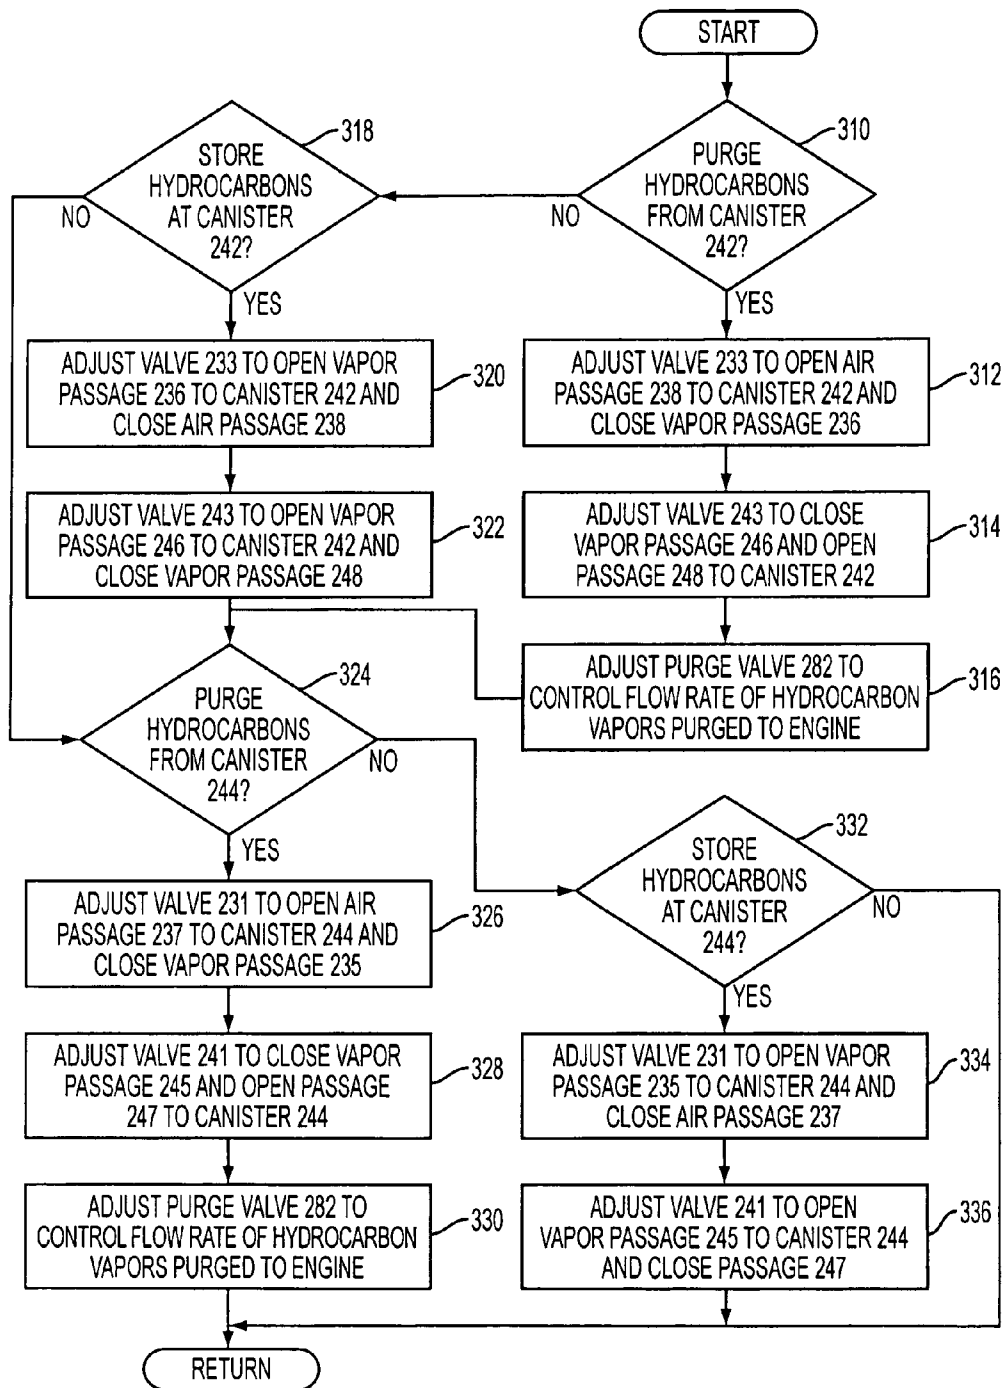 START
310
PURGE
HYDROCARBONS
FROM CANISTER
242?
NO
YES
318
STORE
HYDROCARBONS
AT CANISTER
242?
NO
YES
312
ADJUST VALVE 233 TO OPEN AIR
PASSAGE 238 TO CANISTER 242 AND
CLOSE VAPOR PASSAGE 236
314
ADJUST VALVE 243 TO CLOSE
VAPOR PASSAGE 246 AND OPEN
PASSAGE 248 TO CANISTER 242
316
ADJUST PURGE VALVE 282 TO
CONTROL FLOW RATE OF HYDROCARBON
VAPORS PURGED TO ENGINE
320
ADJUST VALVE 233 TO OPEN VAPOR
PASSAGE 236 TO CANISTER 242 AND
CLOSE AIR PASSAGE 238
322
ADJUST VALVE 243 TO OPEN VAPOR
PASSAGE 246 TO CANISTER 242 AND
CLOSE VAPOR PASSAGE 248
324
PURGE
HYDROCARBONS
FROM CANISTER
244?
NO
YES
326
ADJUST VALVE 231 TO OPEN AIR
PASSAGE 237 TO CANISTER 244 AND
CLOSE VAPOR PASSAGE 235
328
ADJUST VALVE 241 TO CLOSE VAPOR
PASSAGE 245 AND OPEN PASSAGE
247 TO CANISTER 244
330
ADJUST PURGE VALVE 282 TO
CONTROL FLOW RATE OF HYDROCARBON
VAPORS PURGED TO ENGINE
332
STORE
HYDROCARBONS
AT CANISTER
244?
NO
YES
334
ADJUST VALVE 231 TO OPEN VAPOR
PASSAGE 235 TO CANISTER 244 AND
CLOSE AIR PASSAGE 237
336
ADJUST VALVE 241 TO OPEN
VAPOR PASSAGE 245 TO CANISTER 244
AND CLOSE PASSAGE 247
RETURN